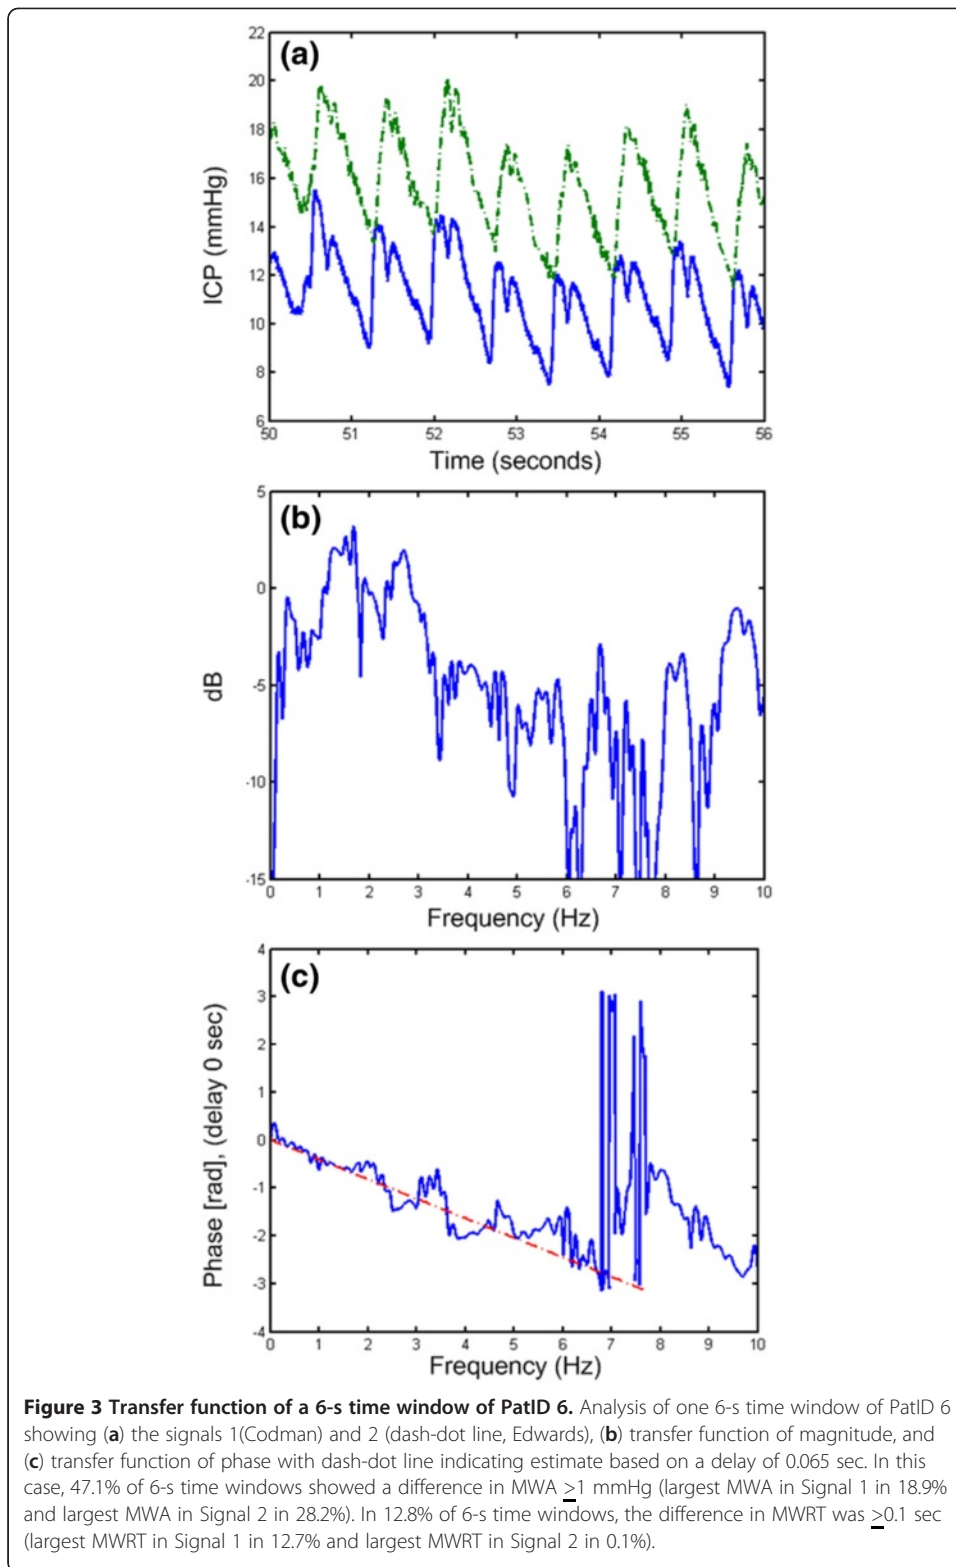 (a)
22
20
18
16
14
12
10
8
6
ICP (mmHg)
50 51 52 53 54 55 56
Time (seconds)
(b)
5
0
-5
-10
-15
dB
0 1 2 3 4 5 6 7 8 9 10
Frequency (Hz)
(c)
4
3
2
1
0
-1
-2
-3
-4
Phase [rad], (delay 0 sec)
0 1 2 3 4 5 6 7 8 9 10
Frequency (Hz)
Figure 3 Transfer function of a 6-s time window of PatID 6. Analysis of one 6-s time window of PatID 6
showing (a) the signals 1(Codman) and 2 (dash-dot line, Edwards), (b) transfer function of magnitude, and
(c) transfer function of phase with dash-dot line indicating estimate based on a delay of 0.065 sec. In this
case, 47.1% of 6-s time windows showed a difference in MWA ≥1 mmHg (largest MWA in Signal 1 in 18.9%
and largest MWA in Signal 2 in 28.2%). In 12.8% of 6-s time windows, the difference in MWRT was ≥0.1 sec
(largest MWRT in Signal 1 in 12.7% and largest MWRT in Signal 2 in 0.1%).